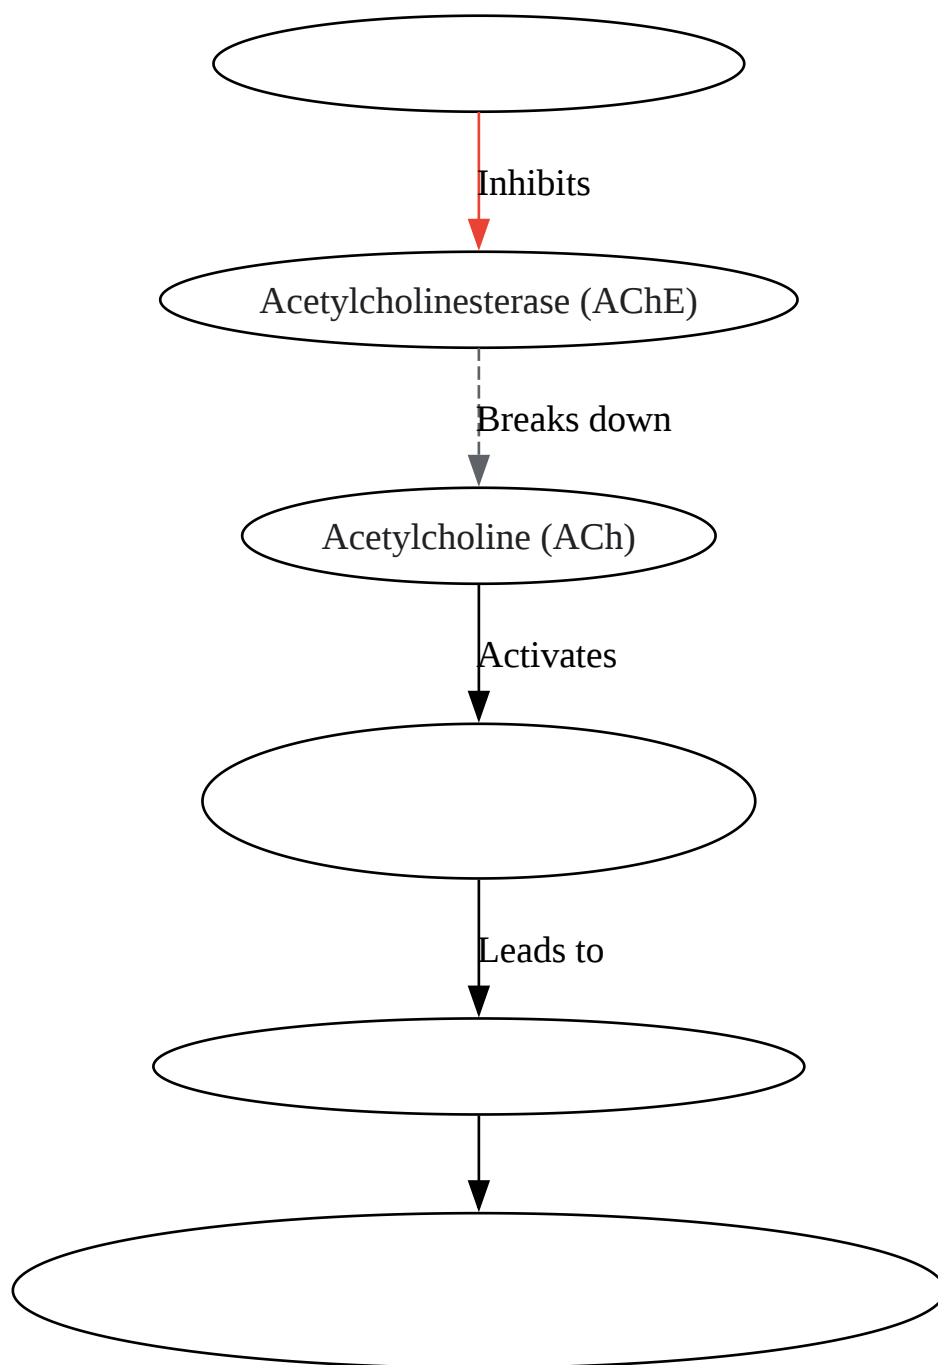 Inhibits
Acetylcholinesterase (AChE)
Breaks down
Acetylcholine (ACh)
Activates
Leads to